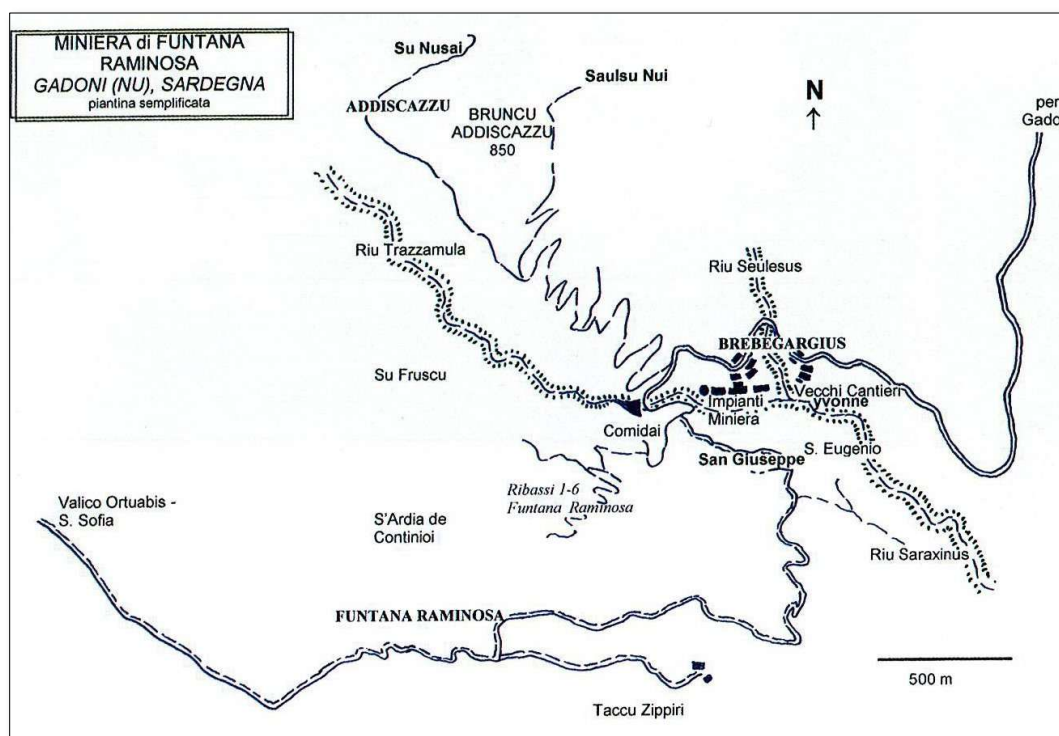 MINIERA di FUNTANA
RAMINOSA
GADONI (NU), SARDEGNA
piantina semplificata
Su Nusai
Saulsu Nui
ADDISCAZZU
BRUNCU
ADDISCAZZU
850
N
per
Gado
Riu Trazzamula
Riu Seulesus
BREBEGARGIUS
Su Fruscu
Vecchi Cantieri
Impianti
Miniera
yvonne
Comidai
S. Eugenio
San Giuseppe
Ribassi 1-6
Funtana Raminosa
Valico Ortuabis -
S. Sofia
S'Ardia de
Continioi
Riu Saraxinus
FUNTANA RAMINOSA
500 m
Taccu Zippiri